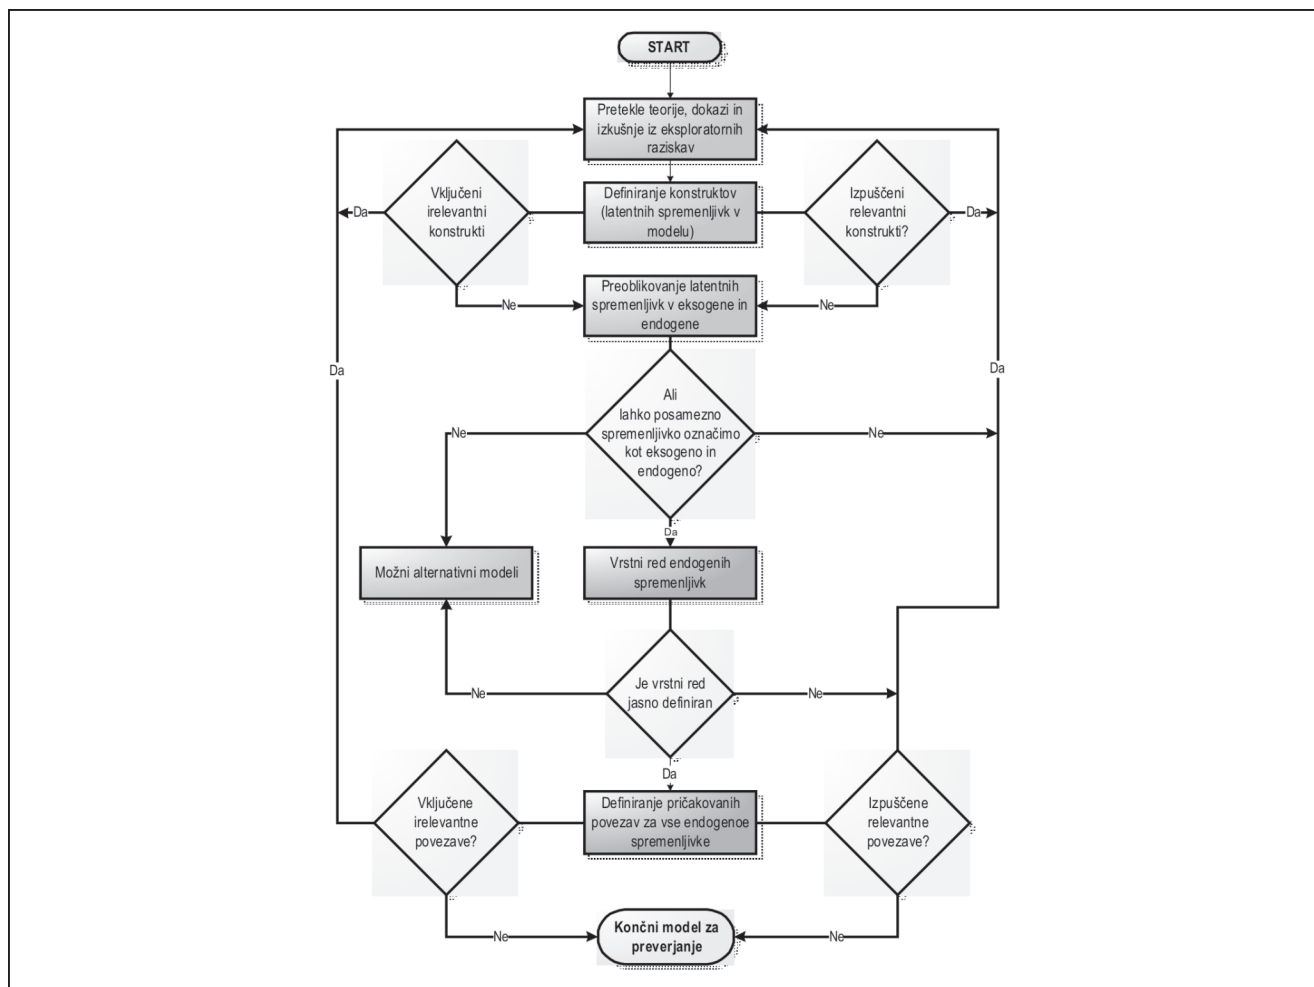 START
Pretekle teorije, dokazi in
izkušnje iz eksploratornih
raziskav
Vključeni
irelevantni
konstrukti
Definiranje konstruktov
(latentnih spremenljivk v
modelu)
Izpuščeni
relevantni
konstrukti?
Da
Da
Preoblikovanje latentnih
spremenljivk v eksogene in
endogene
Ne
Ne
Da
Da
Ali
lahko posamezno
spremenljivko označimo
kot eksogeno in
endogeno?
Ne
Ne
Da
Možni alternativni modeli
Vrstni red endogenih
spremenljivk
Je vrstni red
jasno definiran
Ne
Ne
Da
Vključene
irelevantne
povezave?
Definiranje pričakovanih
povezav za vse endogenoe
spremenljivke
Izpuščene
relevantne
povezave?
Ne
Končni model za
preverjanje
Ne